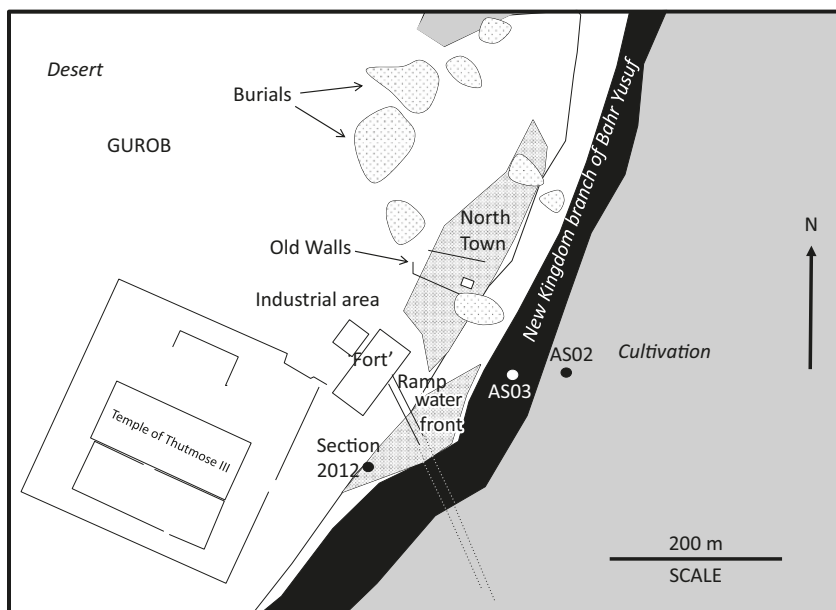 Desert
Burials
GUROB
North
Town
Old Walls
Industrial area
Fort'
Ramp
water
front
Section
2012
Temple of Thutmose III
New Kingdom branch of Bahr Yusuf
AS03
AS02
Cultivation
N
200 m
SCALE